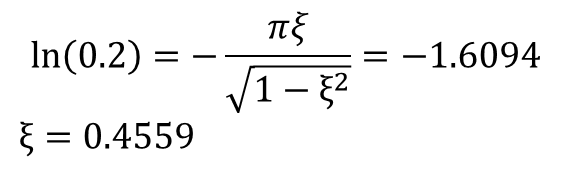 ln(0.2) = − πξ / √(1 − ξ²) = −1.6094
ξ = 0.4559